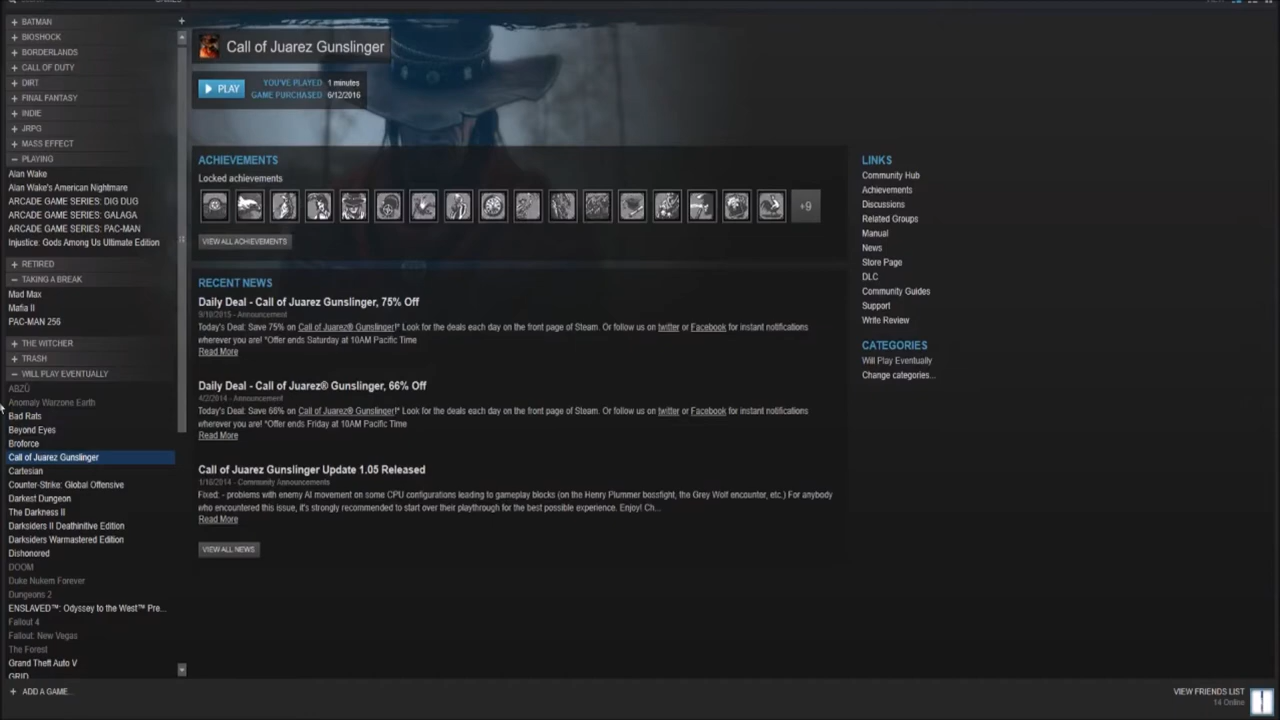 BATMAN
BIOSHOCK
BORDERLANDS
CALL OF DUTY
DIRT
FINAL FANTASY
INDIE
JRPG
MASS EFFECT
PLAYING
Alan Wake
Alan Wake's American Nightmare
ARCADE GAME SERIES: DIG DUG
ARCADE GAME SERIES: GALAGA
ARCADE GAME SERIES: PAC-MAN
Injustice: Gods Among Us Ultimate Edition
RETIRED
TAKING A BREAK
Mad Max
Mafia II
PAC-MAN 256
THE WITCHER
TRASH
WILL PLAY EVENTUALLY
ABZÛ
Anomaly Warzone Earth
Bad Rats
Beyond Eyes
Broforce
Call of Juarez Gunslinger
Cartesian
Counter-Strike: Global Offensive
Darkest Dungeon
The Darkness II
Darksiders II Deathinitive Edition
Darksiders Warmastered Edition
Dishonored
DOOM
Duke Nukem Forever
Dungeons 2
ENSLAVED™: Odyssey to the West™ Pre...
Fallout 4
Fallout: New Vegas
The Forest
Grand Theft Auto V
GRID
ADD A GAME...
Call of Juarez Gunslinger
PLAY
YOU'VE PLAYED 1 minutes
GAME PURCHASED 6/12/2016
ACHIEVEMENTS
Locked achievements
+9
VIEW ALL ACHIEVEMENTS
RECENT NEWS
Daily Deal - Call of Juarez Gunslinger, 75% Off
9/10/2015 - Announcement
Today's Deal: Save 75% on Call of Juarez® Gunslinger!* Look for the deals each day on the front page of Steam. Or follow us on twitter or Facebook for instant notifications
wherever you are! *Offer ends Saturday at 10AM Pacific Time
Read More
Daily Deal - Call of Juarez® Gunslinger, 66% Off
4/2/2014 - Announcement
Today's Deal: Save 66% on Call of Juarez® Gunslinger!* Look for the deals each day on the front page of Steam. Or follow us on twitter or Facebook for instant notifications
wherever you are! *Offer ends Friday at 10AM Pacific Time
Read More
Call of Juarez Gunslinger Update 1.05 Released
1/16/2014 - Community Announcements
Fixed: - problems with enemy AI movement on some CPU configurations leading to gameplay blocks (on the Henry Plummer bossfight, the Grey Wolf encounter, etc.) For anybody
who encountered this issue, it's strongly recommended to start over their playthrough for the best possible experience. Enjoy! Ch...
Read More
VIEW ALL NEWS
LINKS
Community Hub
Achievements
Discussions
Related Groups
Manual
News
Store Page
DLC
Community Guides
Support
Write Review
CATEGORIES
Will Play Eventually
Change categories...
VIEW FRIENDS LIST
14 Online